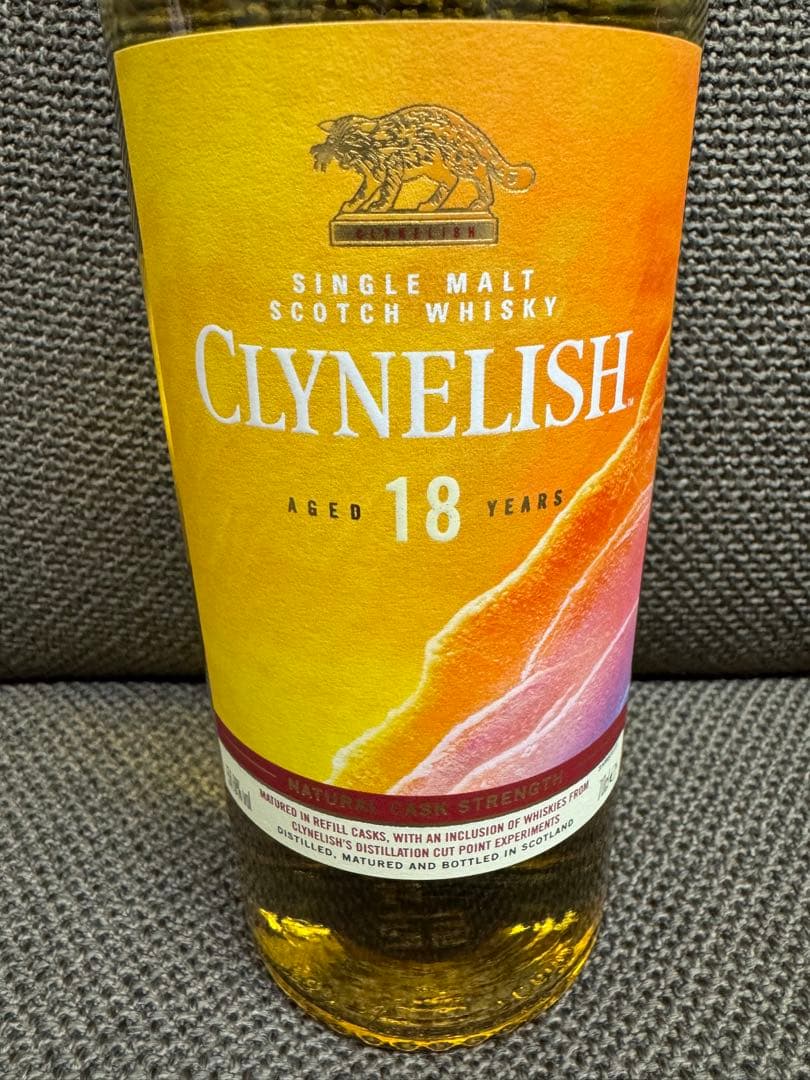 CLYNELISH
SINGLE MALT
SCOTCH WHISKY
CLYNELISH™
AGED 18 YEARS
NATURAL CASK STRENGTH
MATURED IN REFILL CASKS, WITH AN INCLUSION OF WHISKIES FROM
CLYNELISH'S DISTILLATION CUT POINT EXPERIMENTS
DISTILLED, MATURED AND BOTTLED IN SCOTLAND